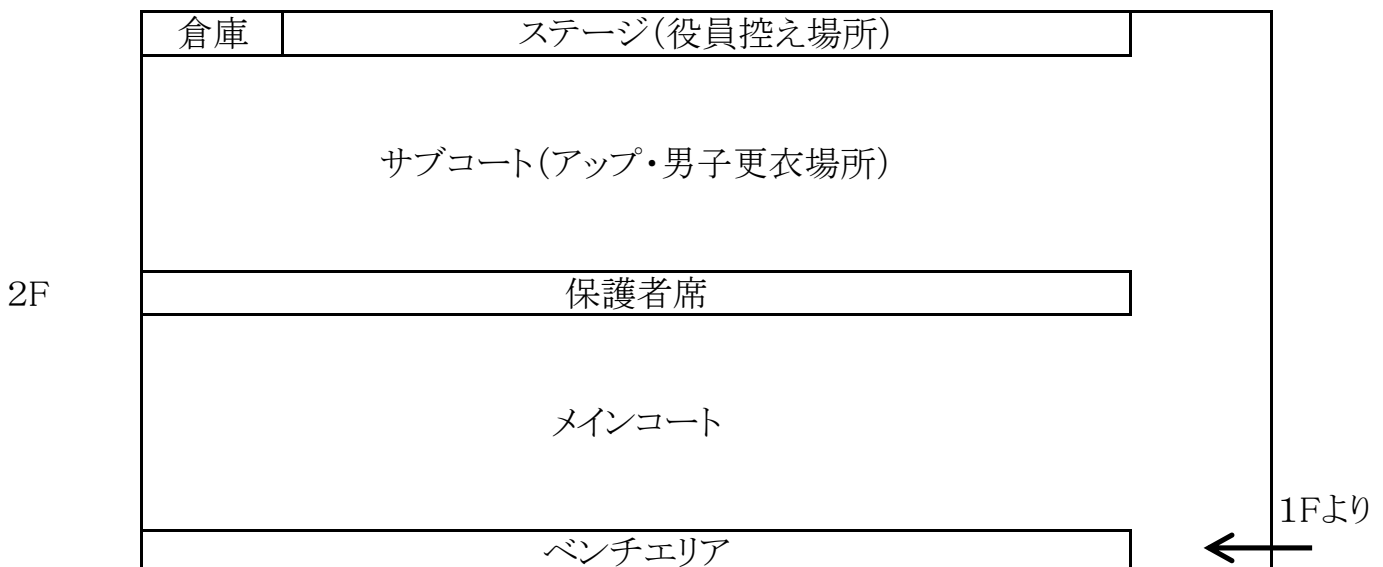 倉庫
ステージ(役員控え場所)
サブコート(アップ・男子更衣場所)
2F
保護者席
メインコート
1Fより
ベンチエリア